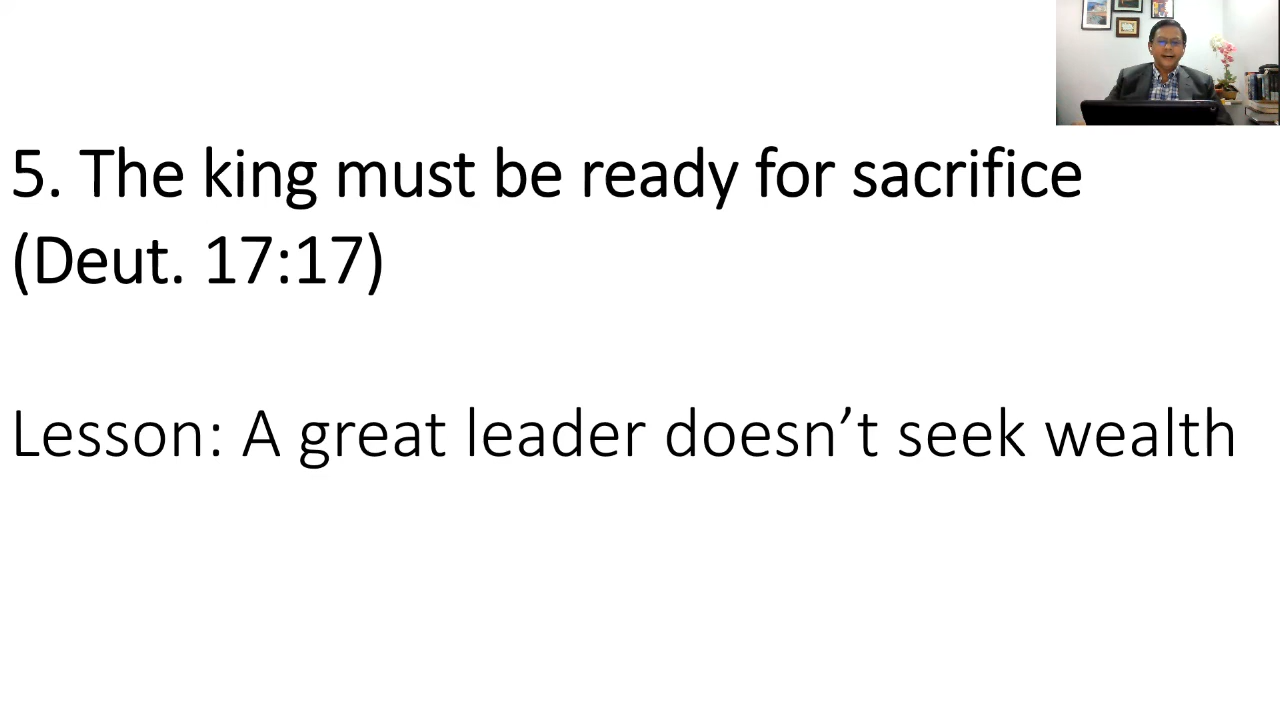 5. The king must be ready for sacrifice
(Deut. 17:17)
Lesson: A great leader doesn’t seek wealth